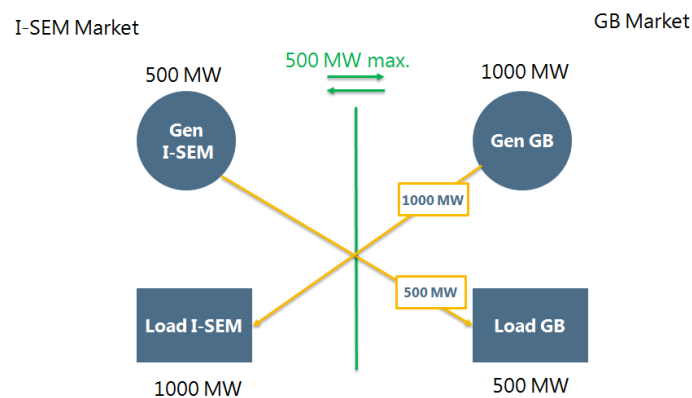 I-SEM Market
GB Market
500 MW
500 MW max.
1000 MW
Gen
I-SEM
Gen GB
1000 MW
500 MW
Load I-SEM
Load GB
1000 MW
500 MW